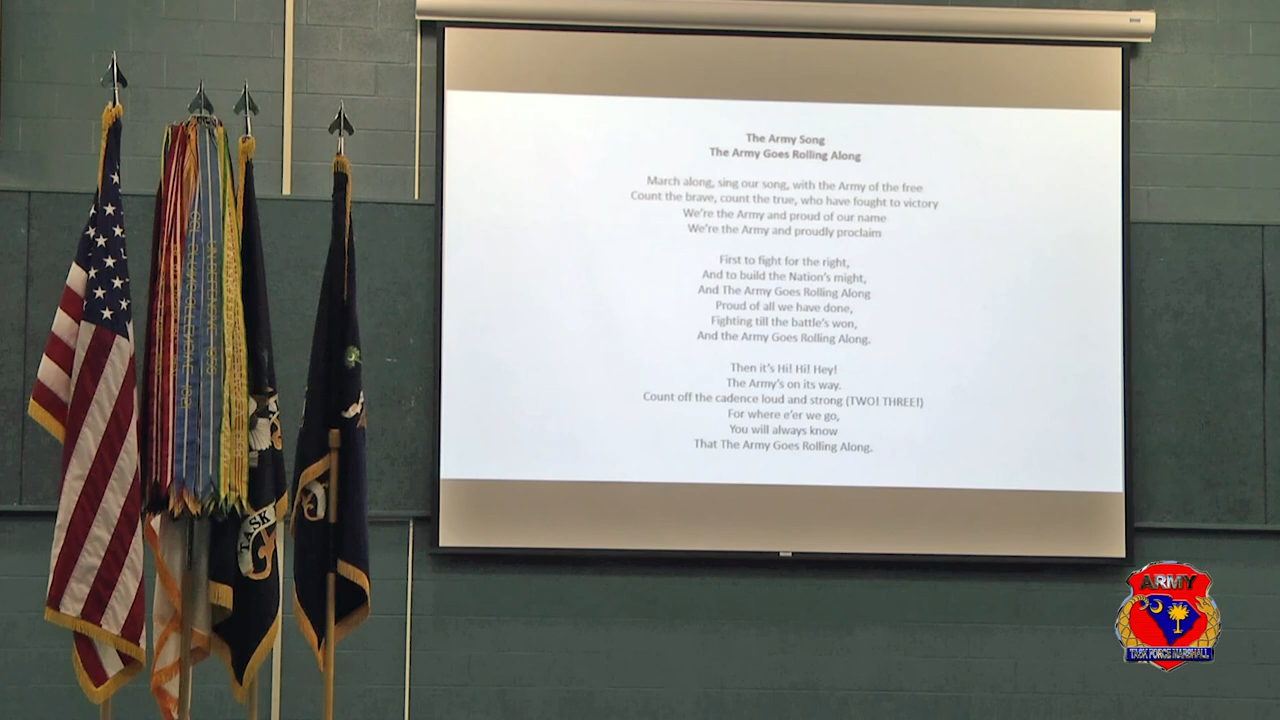 The Army Song
The Army Goes Rolling Along
March along, sing our song, with the Army of the free
Count the brave, count the true, who have fought to victory
We're the Army and proud of our name
We're the Army and proudly proclaim
First to fight for the right,
And to build the Nation's might,
And The Army Goes Rolling Along
Proud of all we have done,
Fighting till the battle's won,
And the Army Goes Rolling Along.
Then it's Hi! Hi! Hey!
The Army's on its way.
Count off the cadence loud and strong (TWO! THREE!)
For where e'er we go,
You will always know
That The Army Goes Rolling Along.
TASK
ARMY
TASK FORCE MARSHALL